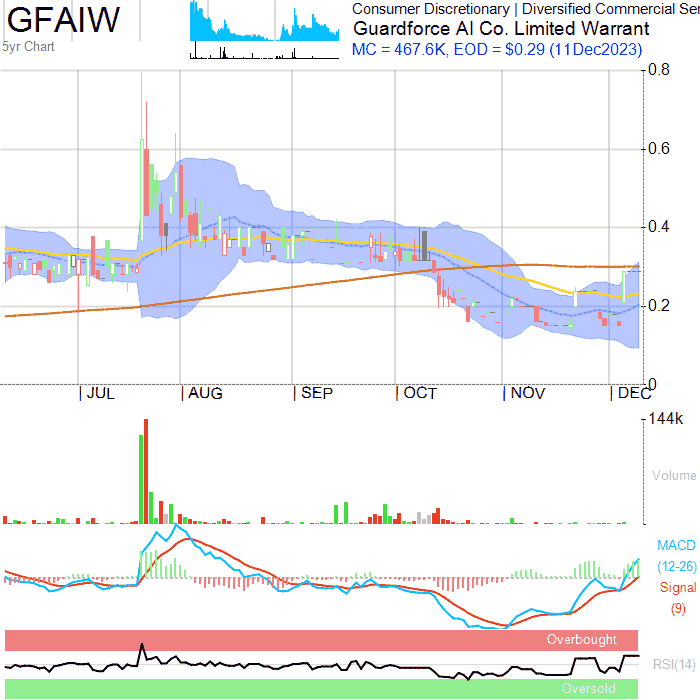 GFAIW
5yr Chart
Consumer Discretionary | Diversified Commercial Ser
Guardforce AI Co. Limited Warrant
MC = 467.6K, EOD = $0.29 (11Dec2023)
0.8
0.6
0.4
0.2
0
| JUL | AUG | SEP | OCT | NOV | DEC
144k
Volume
MACD
(12-26)
Signal
(9)
Overbought
RSI(14)
Oversold